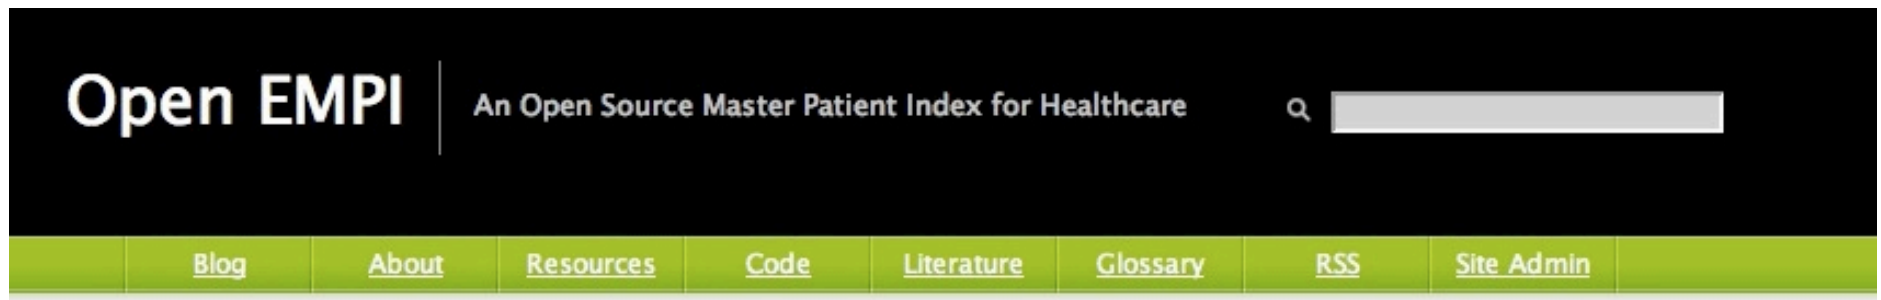 Open EMPI
An Open Source Master Patient Index for Healthcare
Blog About Resources Code Literature Glossary RSS Site Admin